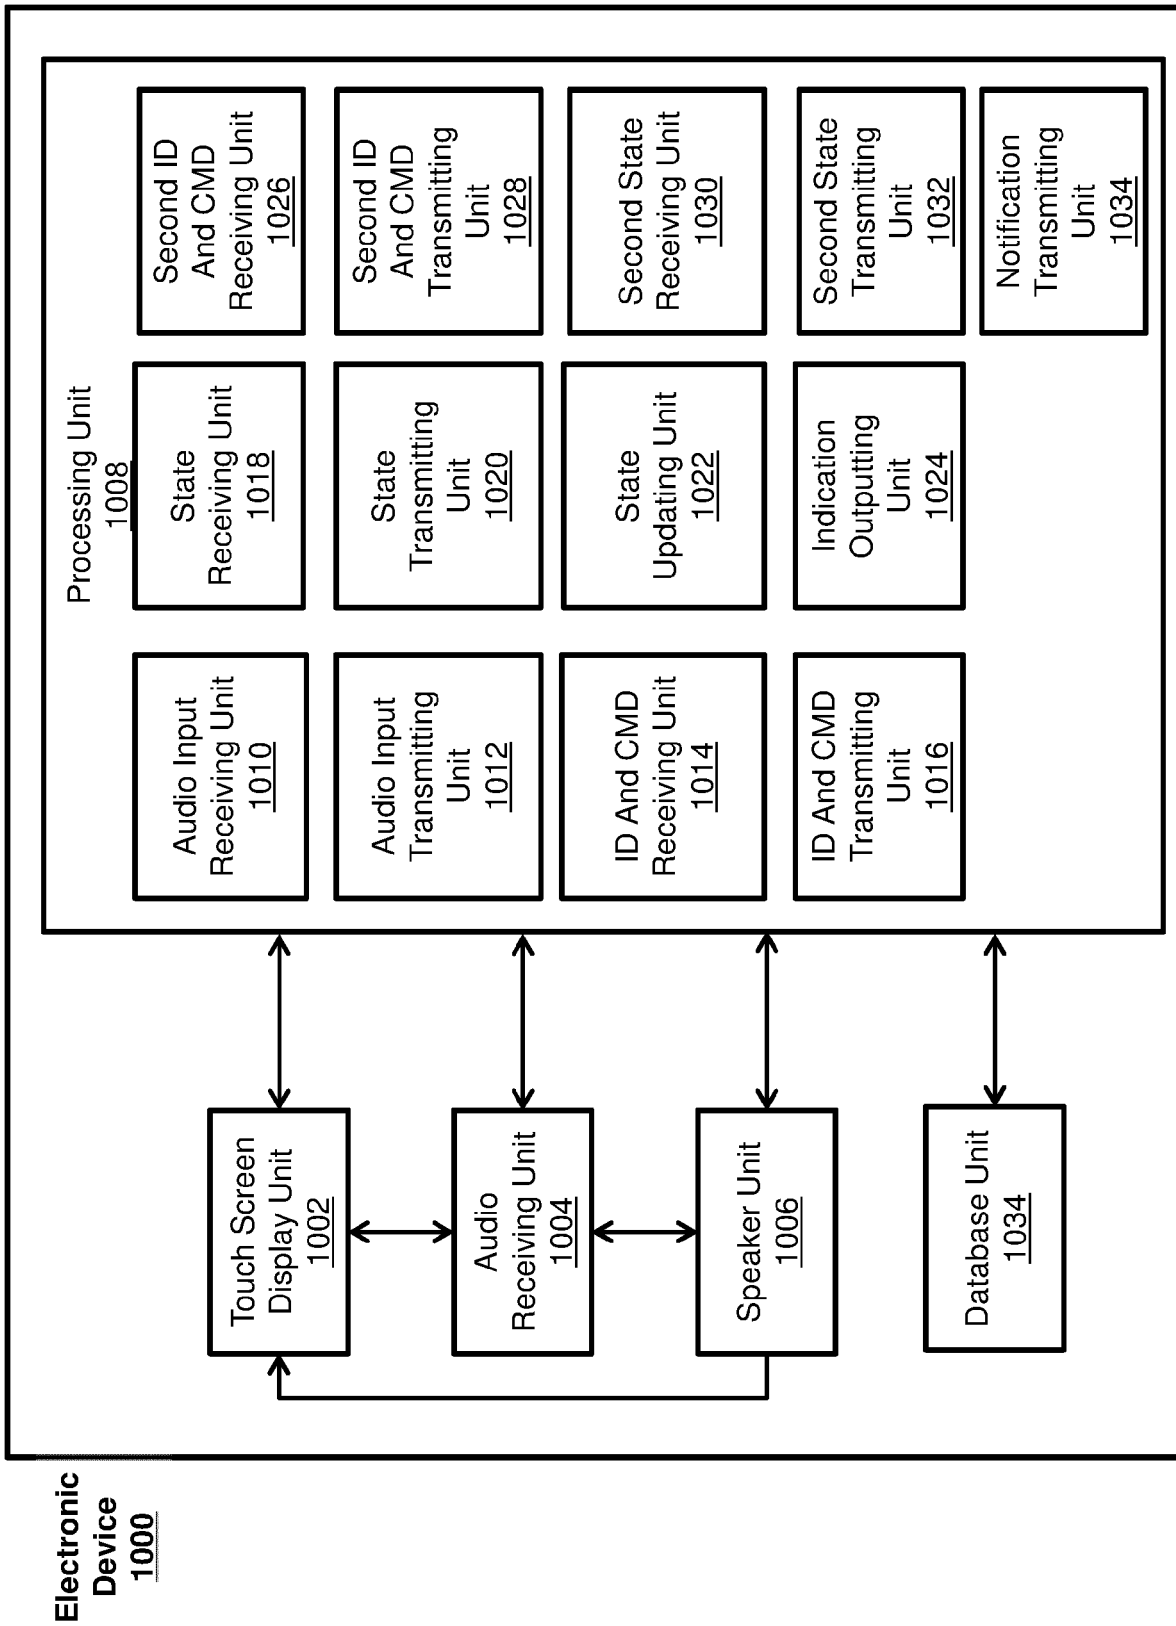 Electronic
Device
1000
Processing Unit
1008
Audio Input
Receiving Unit
1010
State
Receiving Unit
1018
Second ID
And CMD
Receiving Unit
1026
Audio Input
Transmitting
Unit
1012
State
Transmitting
Unit
1020
Second ID
And CMD
Transmitting
Unit
1028
ID And CMD
Receiving Unit
1014
State
Updating Unit
1022
Second State
Receiving Unit
1030
ID And CMD
Transmitting
Unit
1016
Indication
Outputting
Unit
1024
Second State
Transmitting
Unit
1032
Notification
Transmitting
Unit
1034
Touch Screen
Display Unit
1002
Audio
Receiving Unit
1004
Speaker Unit
1006
Database Unit
1034